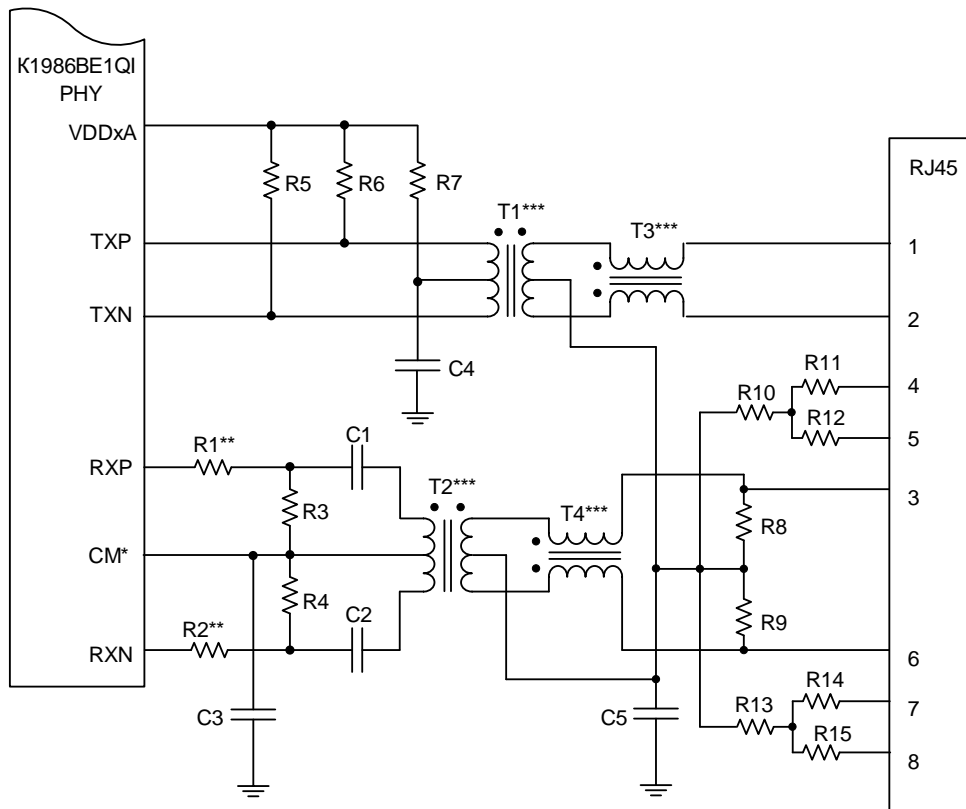 K1986BE1QI
PHY
VDDxA
RJ45
R5
R6
R7
T1***
T3***
TXP
1
TXN
2
C4
R11
4
R10
R12
5
R1**
C1
RXP
T2***
3
R3
T4***
R8
CM*
R4
R9
R2**
C2
RXN
6
R14
7
C3
C5
R13
R15
8